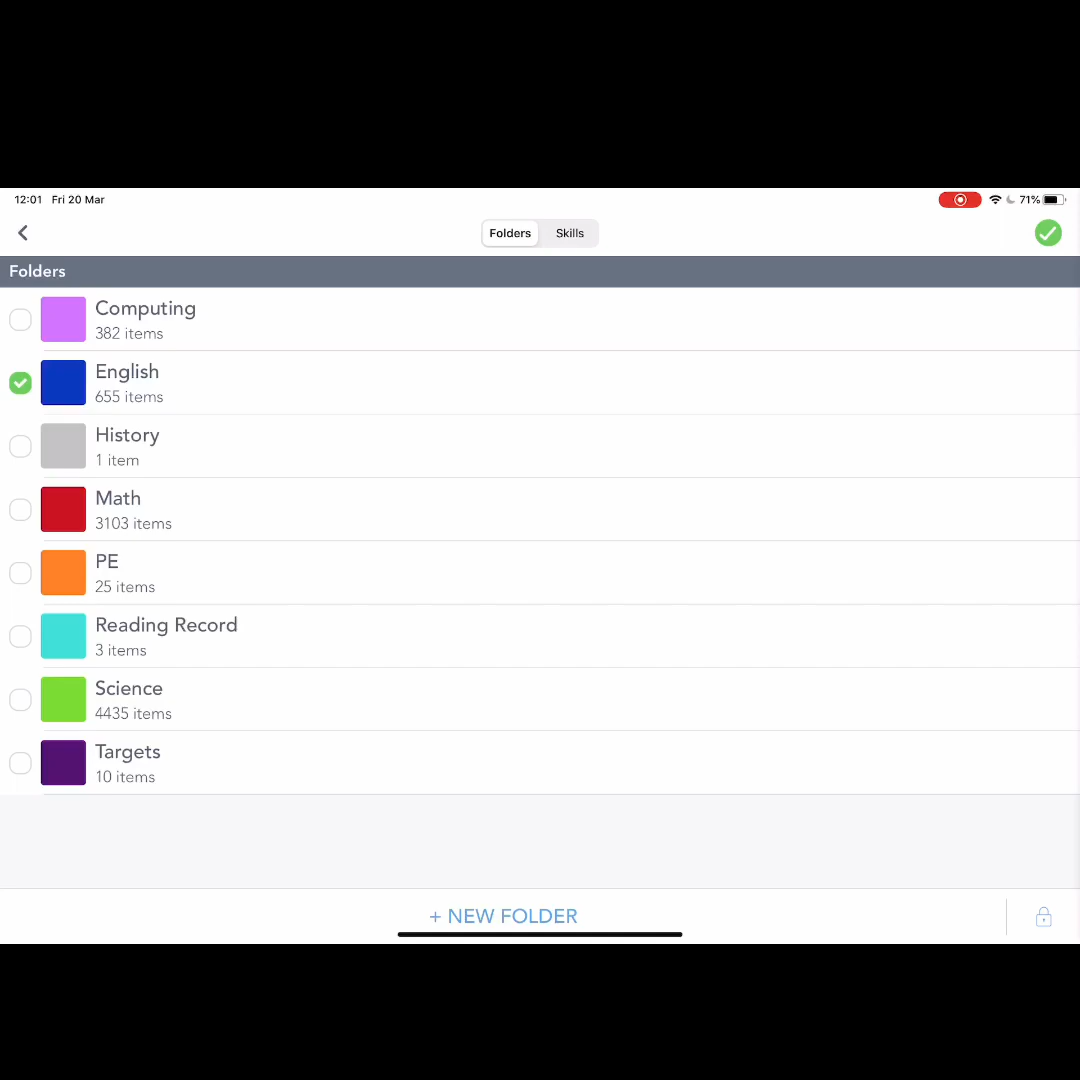 12:01 Fri 20 Mar
71%
Folders Skills
Folders
Computing
382 items
English
655 items
History
1 item
Math
3103 items
PE
25 items
Reading Record
3 items
Science
4435 items
Targets
10 items
+ NEW FOLDER